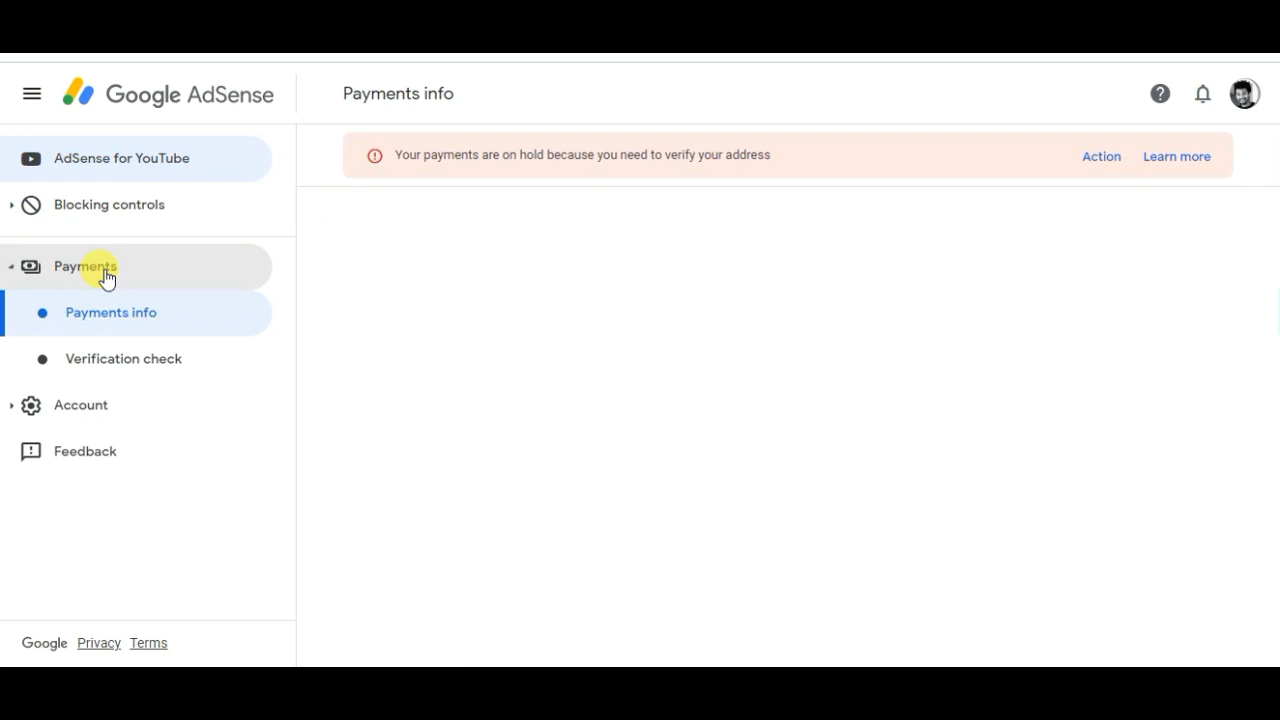 Google AdSense
Payments info
AdSense for YouTube
Your payments are on hold because you need to verify your address
Action
Learn more
Blocking controls
Payments
Payments info
Verification check
Account
Feedback
Google Privacy Terms